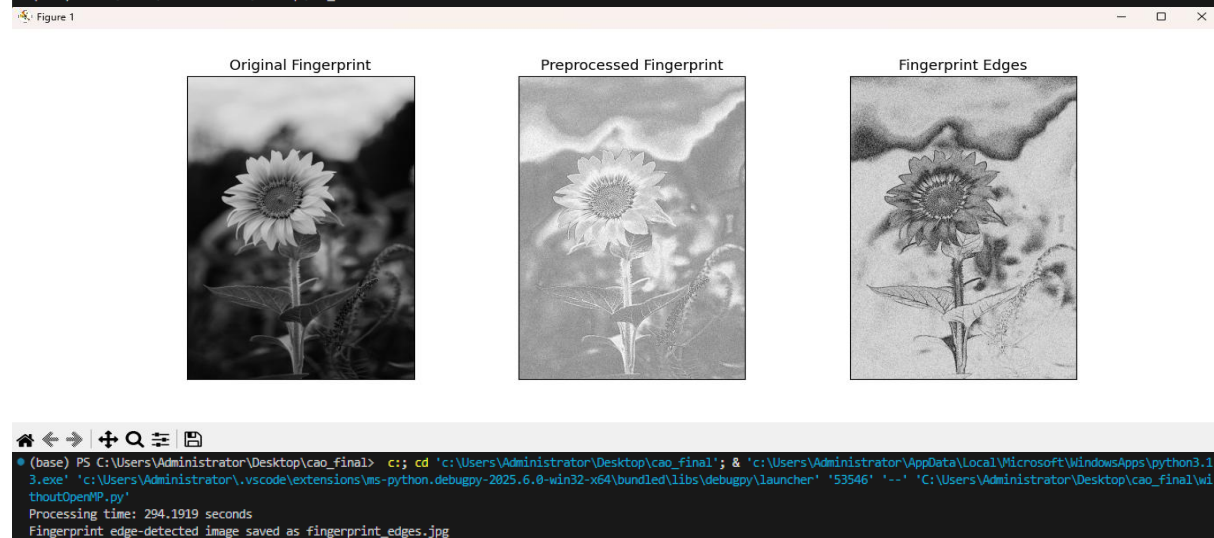 Figure 1
Original Fingerprint
Preprocessed Fingerprint
Fingerprint Edges
(base) PS C:\Users\Administrator\Desktop\cao_final>  c:; cd 'c:\Users\Administrator\Desktop\cao_final'; & 'c:\Users\Administrator\AppData\Local\Microsoft\WindowsApps\python3.1
3.exe' 'c:\Users\Administrator\.vscode\extensions\ms-python.debugpy-2025.6.0-win32-x64\bundled\libs\debugpy\launcher' '53546' '--' 'C:\Users\Administrator\Desktop\cao_final\wi
thoutOpenMP.py'
Processing time: 294.1919 seconds
Fingerprint edge-detected image saved as fingerprint_edges.jpg